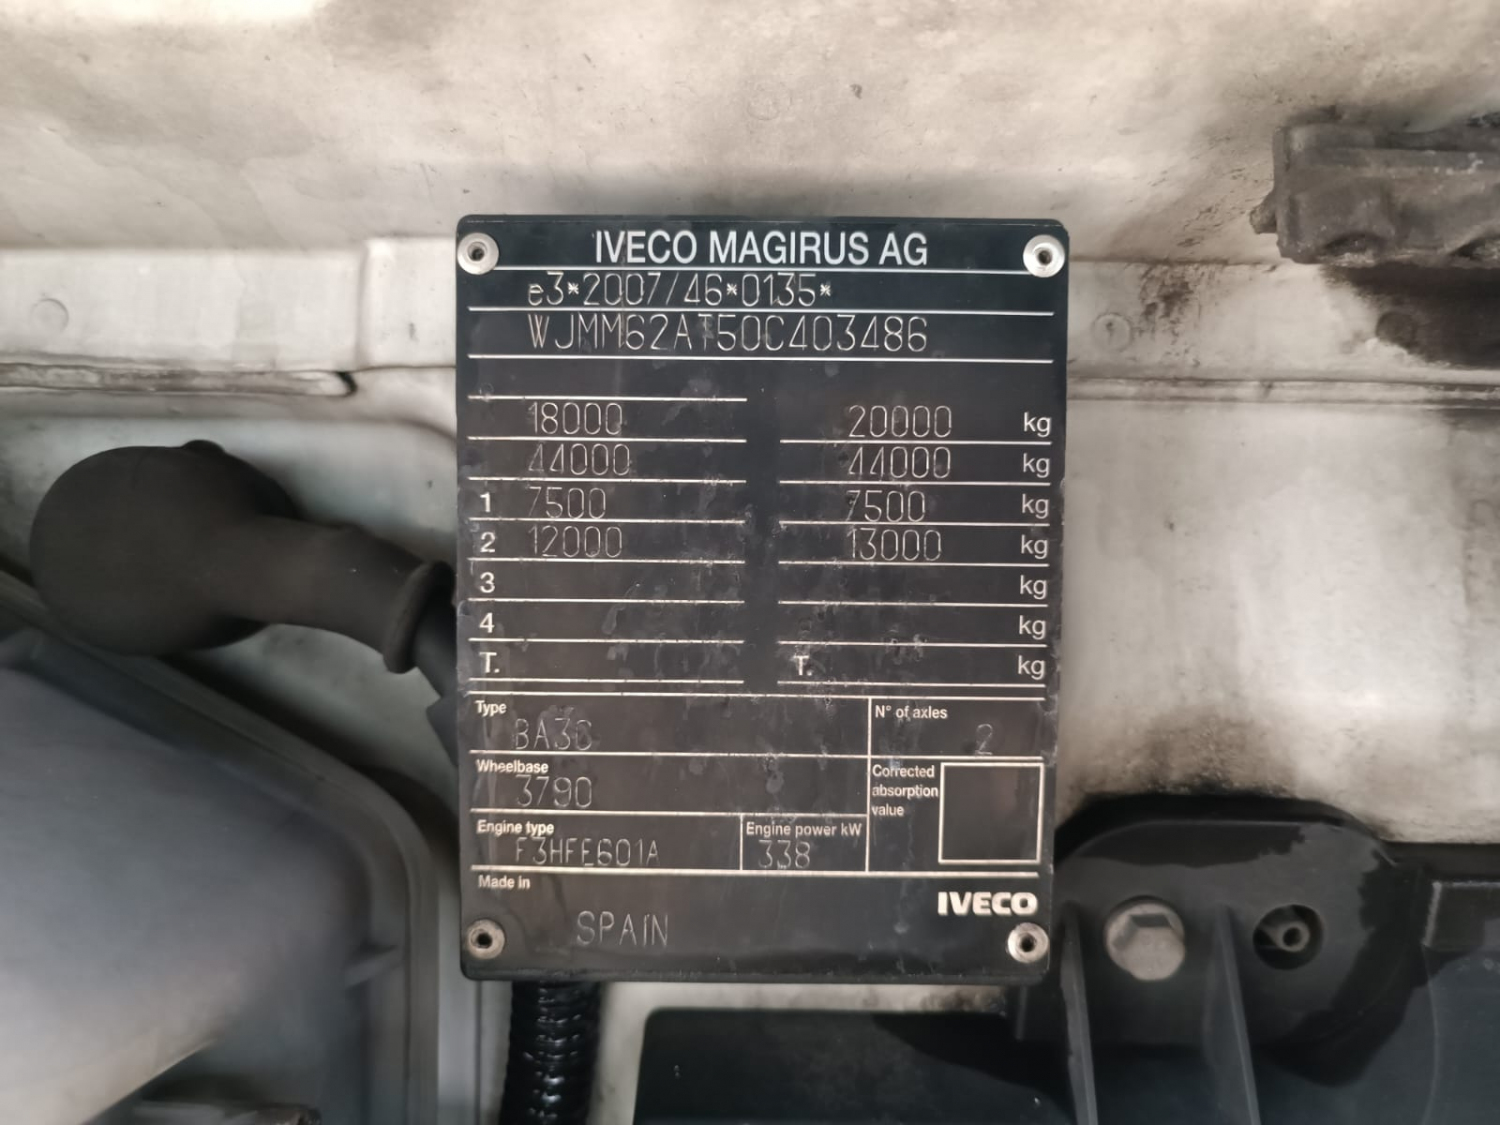 IVECO MAGIRUS AG
e3*2007/46*0135*
WJMM62AT50C403486
18000 20000 kg
44000 44000 kg
1 7500 7500 kg
2 12000 13000 kg
3 kg
4 kg
T. T. kg
Type N° of axles
BA36 2
Wheelbase Corrected absorption value
3790
Engine type Engine power kW
F3HFE601A 338
Made in
IVECO
SPAIN